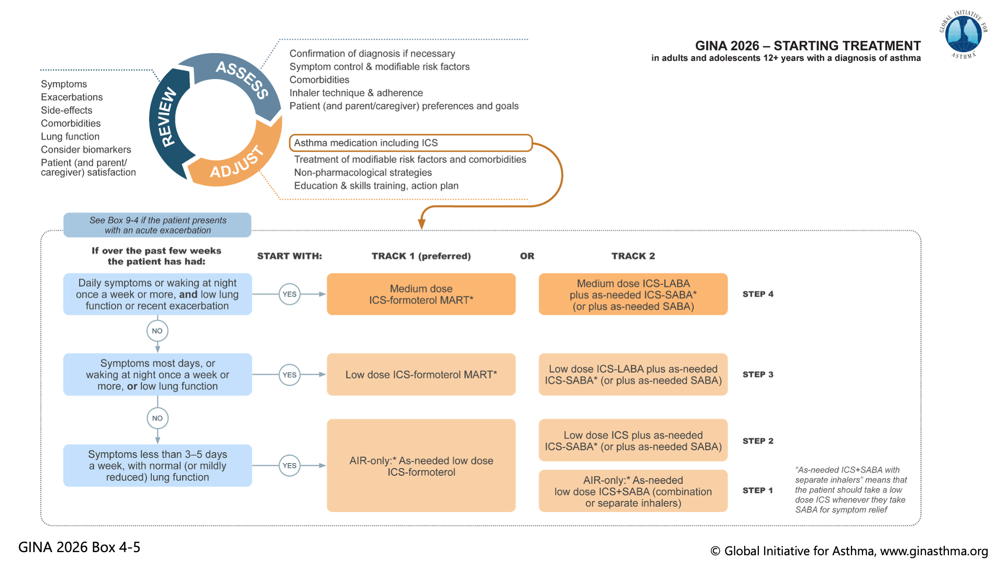 GINA 2026 – STARTING TREATMENT
in adults and adolescents 12+ years with a diagnosis of asthma
GLOBAL INITIATIVE FOR
ASTHMA
ASSESS
Confirmation of diagnosis if necessary
Symptom control & modifiable risk factors
Comorbidities
Inhaler technique & adherence
Patient (and parent/caregiver) preferences and goals
REVIEW
Symptoms
Exacerbations
Side-effects
Comorbidities
Lung function
Consider biomarkers
Patient (and parent/
caregiver) satisfaction
ADJUST
Asthma medication including ICS
Treatment of modifiable risk factors and comorbidities
Non-pharmacological strategies
Education & skills training, action plan
See Box 9-4 if the patient presents
with an acute exacerbation
If over the past few weeks
the patient has had:
START WITH:
TRACK 1 (preferred)
OR
TRACK 2
Daily symptoms or waking at night
once a week or more, and low lung
function or recent exacerbation
YES
Medium dose
ICS-formoterol MART*
Medium dose ICS-LABA
plus as-needed ICS-SABA*
(or plus as-needed SABA)
STEP 4
NO
Symptoms most days, or
waking at night once a week or
more, or low lung function
YES
Low dose ICS-formoterol MART*
Low dose ICS-LABA plus as-needed
ICS-SABA* (or plus as-needed SABA)
STEP 3
NO
Symptoms less than 3–5 days
a week, with normal (or mildly
reduced) lung function
YES
AIR-only:* As-needed low dose
ICS-formoterol
Low dose ICS plus as-needed
ICS-SABA* (or plus as-needed SABA)
STEP 2
AIR-only:* As-needed
low dose ICS+SABA (combination
or separate inhalers)
STEP 1
“As-needed ICS+SABA with
separate inhalers” means that
the patient should take a low
dose ICS whenever they take
SABA for symptom relief
GINA 2026 Box 4-5
© Global Initiative for Asthma, www.ginasthma.org